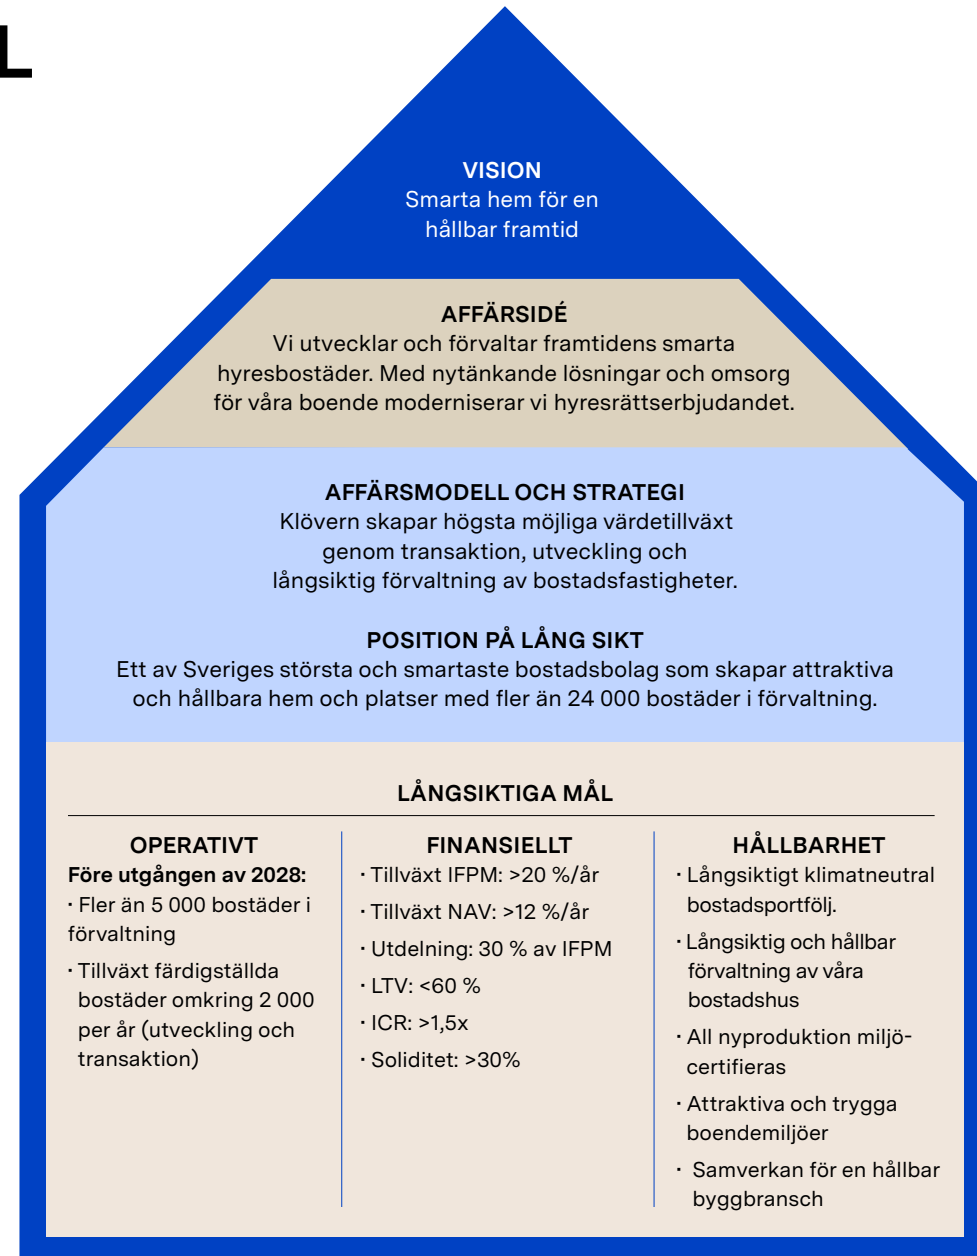 L
VISION
Smarta hem för en
hållbar framtid
AFFÄRSIDÉ
Vi utvecklar och förvaltar framtidens smarta
hyresbostäder. Med nytänkande lösningar och omsorg
för våra boende moderniserar vi hyresrättserbjudandet.
AFFÄRSMODELL OCH STRATEGI
Klövern skapar högsta möjliga värdetillväxt
genom transaktion, utveckling och
långsiktig förvaltning av bostadsfastigheter.
POSITION PÅ LÅNG SIKT
Ett av Sveriges största och smartaste bostadsbolag som skapar attraktiva
och hållbara hem och platser med fler än 24 000 bostäder i förvaltning.
LÅNGSIKTIGA MÅL
OPERATIVT
Före utgången av 2028:
· Fler än 5 000 bostäder i
förvaltning
· Tillväxt färdigställda
bostäder omkring 2 000
per år (utveckling och
transaktion)
FINANSIELLT
· Tillväxt IFPM: >20 %/år
· Tillväxt NAV: >12 %/år
· Utdelning: 30 % av IFPM
· LTV: <60 %
· ICR: >1,5x
· Soliditet: >30%
HÅLLBARHET
· Långsiktigt klimatneutral
bostadsportfölj.
· Långsiktig och hållbar
förvaltning av våra
bostadshus
· All nyproduktion miljö-
certifieras
· Attraktiva och trygga
boendemiljöer
· Samverkan för en hållbar
byggbransch